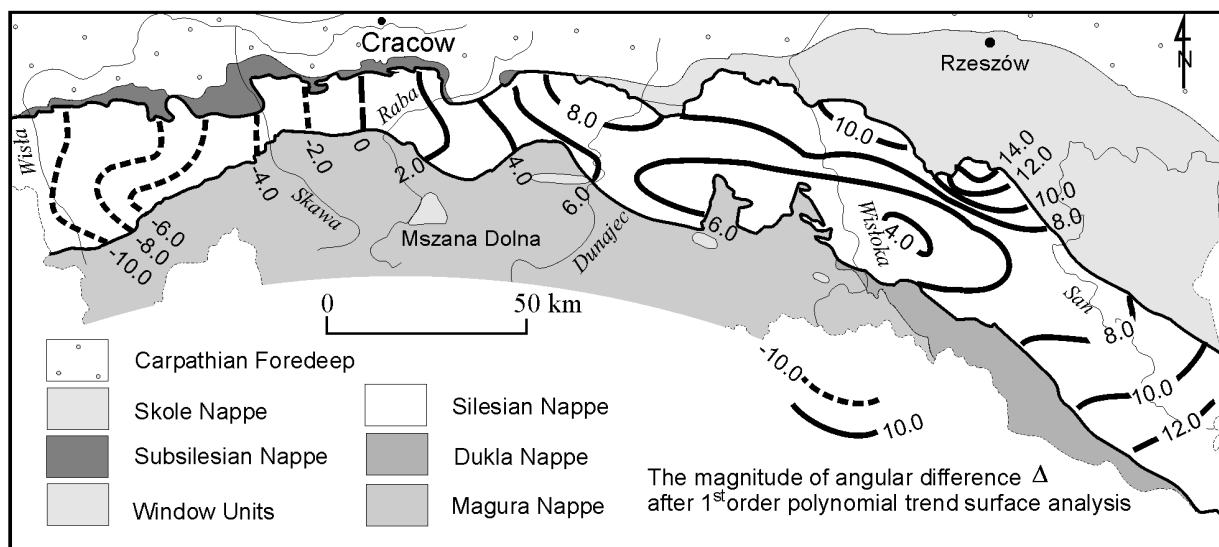 Cracow
Rzeszów
N
Wisła
Raba
8.0
10.0
14.0
12.0
10.0
8.0
0
-2.0
-4.0
2.0
4.0
6.0
6.0
4.0
Skawa
-6.0
-8.0
-10.0
Mszana Dolna
Dunajec
Wisłoka
San
8.0
10.0
12.0
0 50 km
-10.0
10.0
Carpathian Foredeep
Skole Nappe
Subsilesian Nappe
Window Units
Silesian Nappe
Dukla Nappe
Magura Nappe
The magnitude of angular difference Δ
after 1st order polynomial trend surface analysis